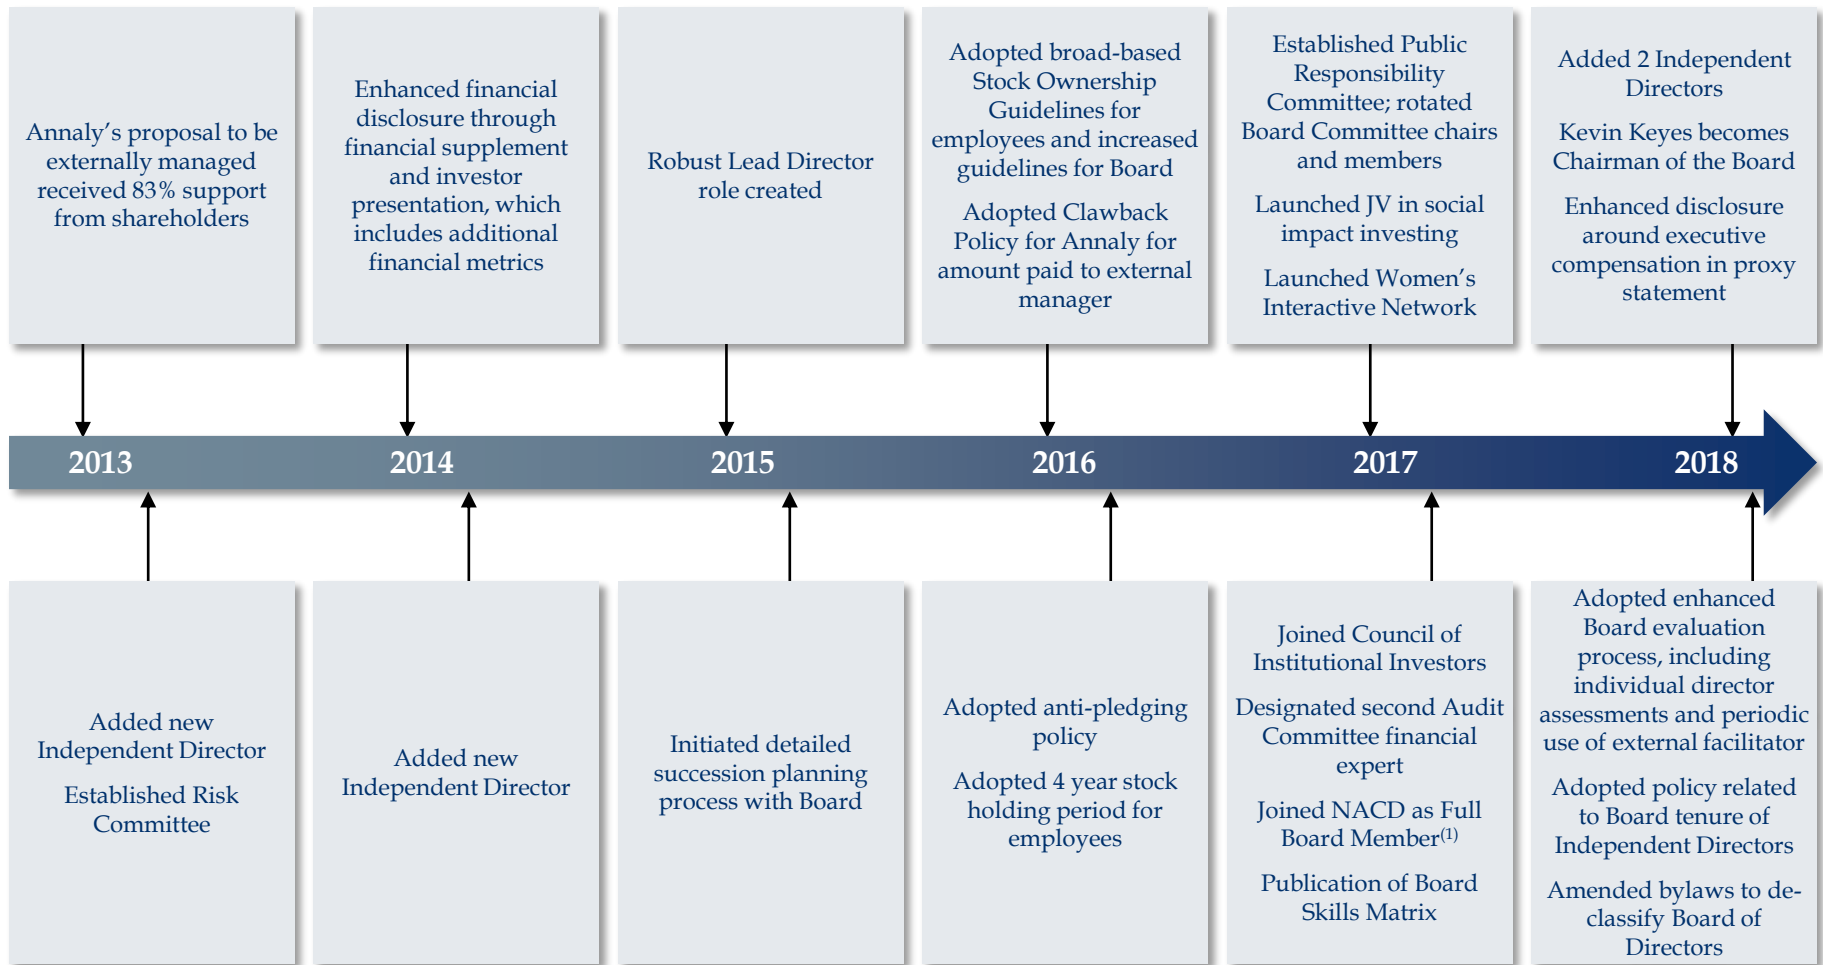 Annaly’s proposal to be
externally managed
received 83% support
from shareholders
Enhanced financial
disclosure through
financial supplement
and investor
presentation, which
includes additional
financial metrics
Robust Lead Director
role created
Adopted broad-based
Stock Ownership
Guidelines for
employees and increased
guidelines for Board
Adopted Clawback
Policy for Annaly for
amount paid to external
manager
Established Public
Responsibility
Committee; rotated
Board Committee chairs
and members
Launched JV in social
impact investing
Launched Women’s
Interactive Network
Added 2 Independent
Directors
Kevin Keyes becomes
Chairman of the Board
Enhanced disclosure
around executive
compensation in proxy
statement
2013 2014 2015 2016 2017 2018
Added new
Independent Director
Established Risk
Committee
Added new
Independent Director
Initiated detailed
succession planning
process with Board
Adopted anti-pledging
policy
Adopted 4 year stock
holding period for
employees
Joined Council of
Institutional Investors
Designated second Audit
Committee financial
expert
Joined NACD as Full
Board Member(1)
Publication of Board
Skills Matrix
Adopted enhanced
Board evaluation
process, including
individual director
assessments and periodic
use of external facilitator
Adopted policy related
to Board tenure of
Independent Directors
Amended bylaws to de-
classify Board of
Directors